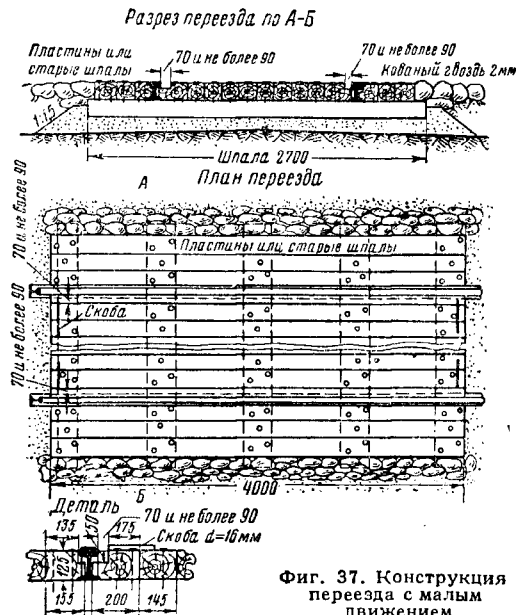 Разрез переезда по А-Б
Пластины или
старые шпалы
70 и не более 90
70 и не более 90
Кованый гвоздь 2мм
1:1,5
Шпала 2700
А
План переезда
70 и не более 90
Пластины или старые шпалы
Скоба
70 и не более 90
Б
4000
Деталь
135
50
175
70 и не более 90
Скоба d=16мм
125
155
200
145
Фиг. 37. Конструкция
переезда с малым
движением